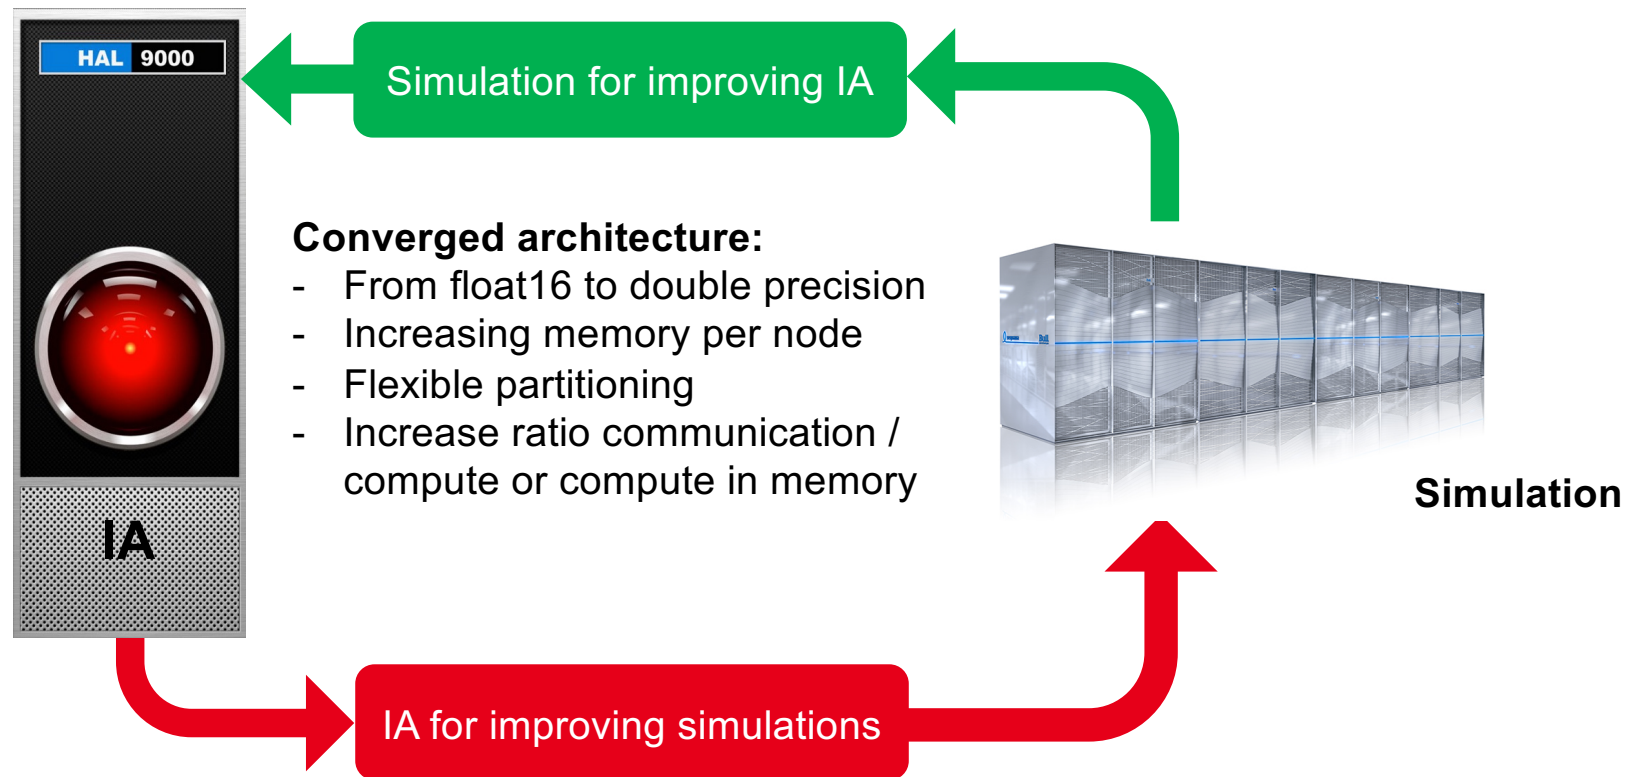 HAL 9000
Simulation for improving IA
Converged architecture:
- From float16 to double precision
- Increasing memory per node
- Flexible partitioning
- Increase ratio communication /
compute or compute in memory
Bull
Simulation
IA
IA for improving simulations